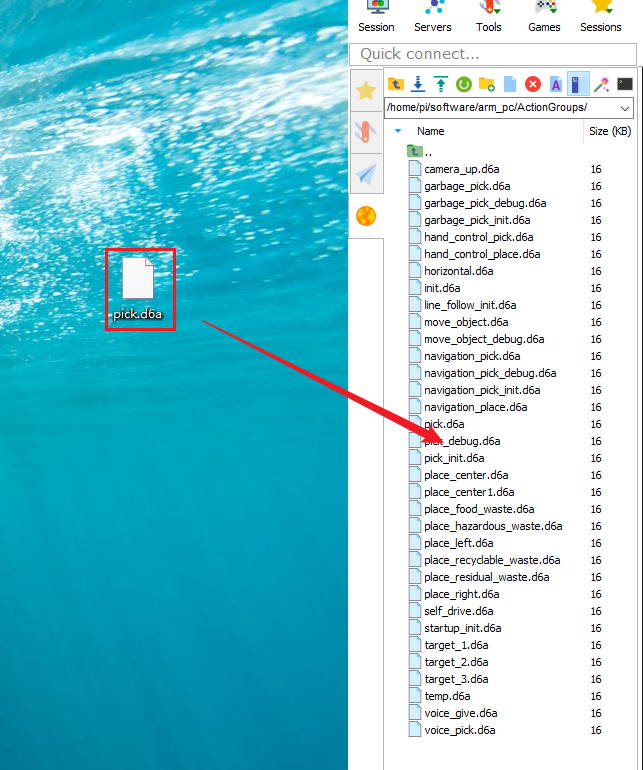 Session Servers Tools Games Sessions
Quick connect...
/home/pi/software/arm_pc/ActionGroups/
Name Size (KB)
..
camera_up.d6a 16
garbage_pick.d6a 16
garbage_pick_debug.d6a 16
garbage_pick_init.d6a 16
hand_control_pick.d6a 16
hand_control_place.d6a 16
horizontal.d6a 16
init.d6a 16
line_follow_init.d6a 16
move_object.d6a 16
move_object_debug.d6a 16
navigation_pick.d6a 16
navigation_pick_debug.d6a 16
navigation_pick_init.d6a 16
navigation_place.d6a 16
pick.d6a 16
pick_debug.d6a 16
pick_init.d6a 16
place_center.d6a 16
place_center1.d6a 16
place_food_waste.d6a 16
place_hazardous_waste.d6a 16
place_left.d6a 16
place_recyclable_waste.d6a 16
place_residual_waste.d6a 16
place_right.d6a 16
self_drive.d6a 16
startup_init.d6a 16
target_1.d6a 16
target_2.d6a 16
target_3.d6a 16
temp.d6a 16
voice_give.d6a 16
voice_pick.d6a 16
pick.d6a